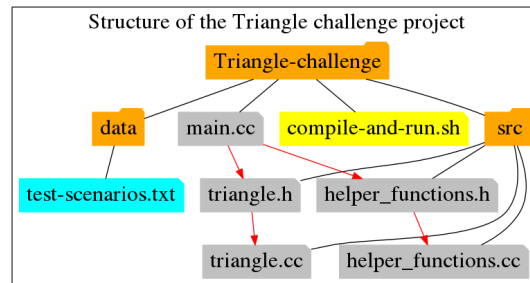 Structure of the Triangle challenge project
Triangle-challenge
data
main.cc
compile-and-run.sh
src
test-scenarios.txt
triangle.h
helper_functions.h
triangle.cc
helper_functions.cc